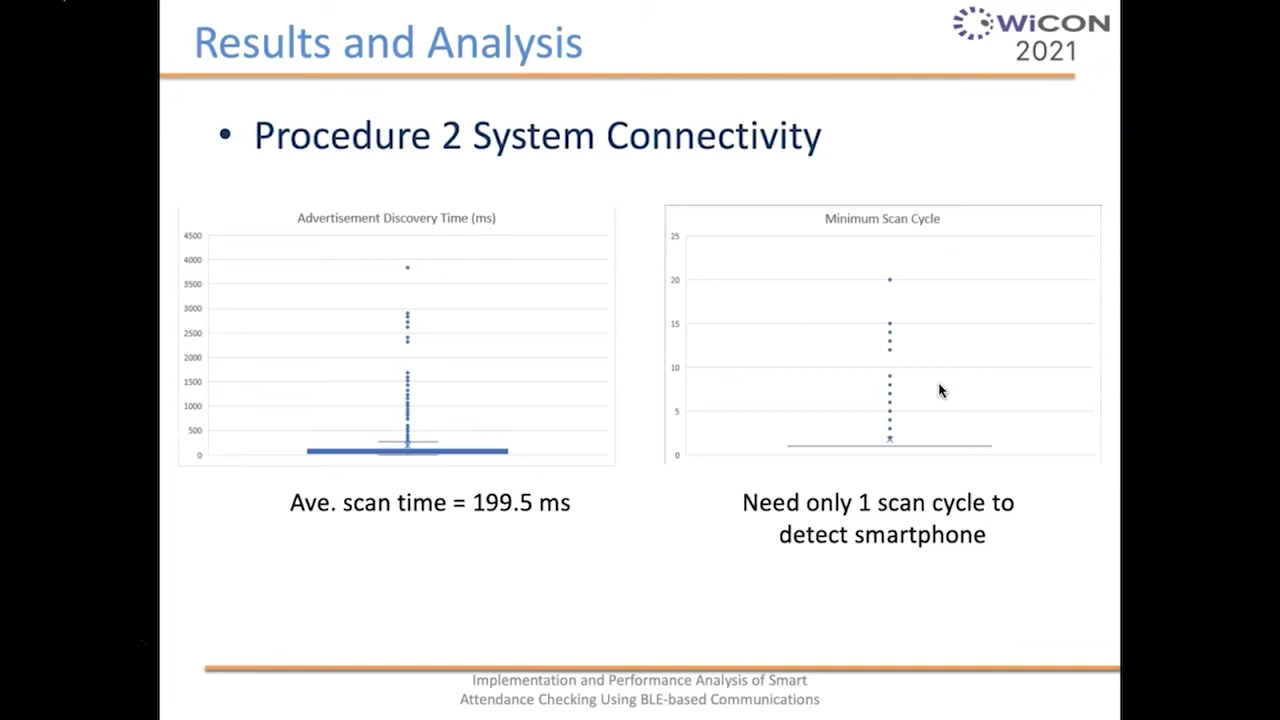 Results and Analysis
WiCON
2021
• Procedure 2 System Connectivity
Advertisement Discovery Time (ms)
4500
4000
3500
3000
2500
2000
1500
1000
500
0
Minimum Scan Cycle
25
20
15
10
5
0
Ave. scan time = 199.5 ms
Need only 1 scan cycle to
detect smartphone
Implementation and Performance Analysis of Smart
Attendance Checking Using BLE-based Communications